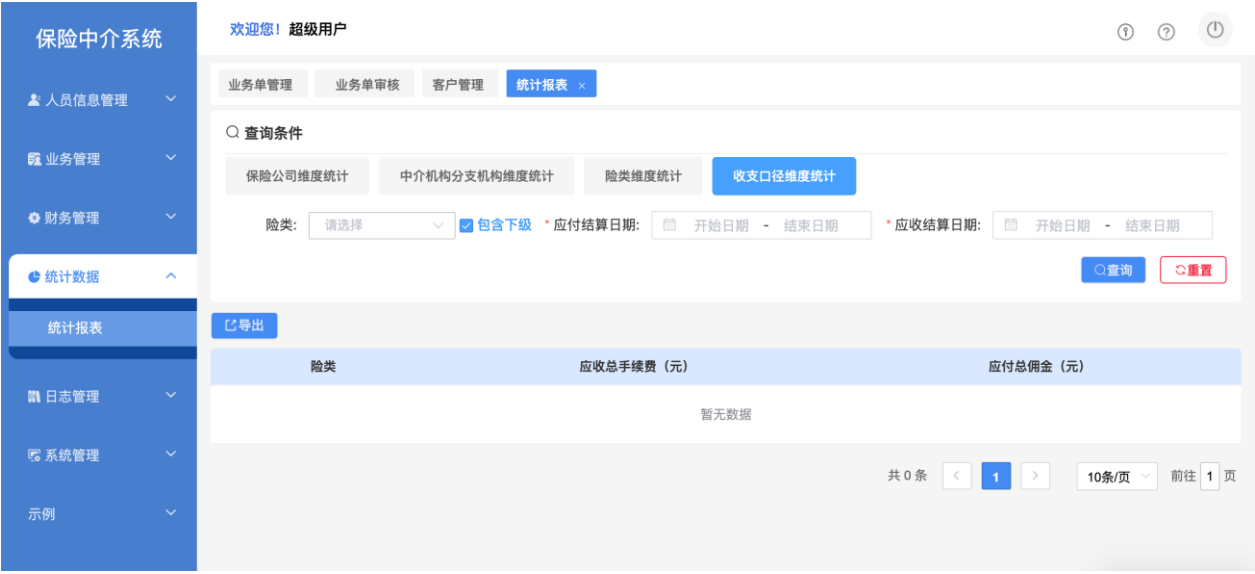 保险中介系统
欢迎您！超级用户
人员信息管理
业务管理
财务管理
统计数据
统计报表
日志管理
系统管理
示例
业务单管理 业务单审核 客户管理 统计报表 ×
查询条件
保险公司维度统计 中介机构分支机构维度统计 险类维度统计 收支口径维度统计
险类: 请选择 包含下级 * 应付结算日期: 开始日期 - 结束日期 * 应收结算日期: 开始日期 - 结束日期
查询 重置
导出
险类 应收总手续费（元） 应付总佣金（元）
暂无数据
共 0 条 < 1 > 10条/页 前往 1 页